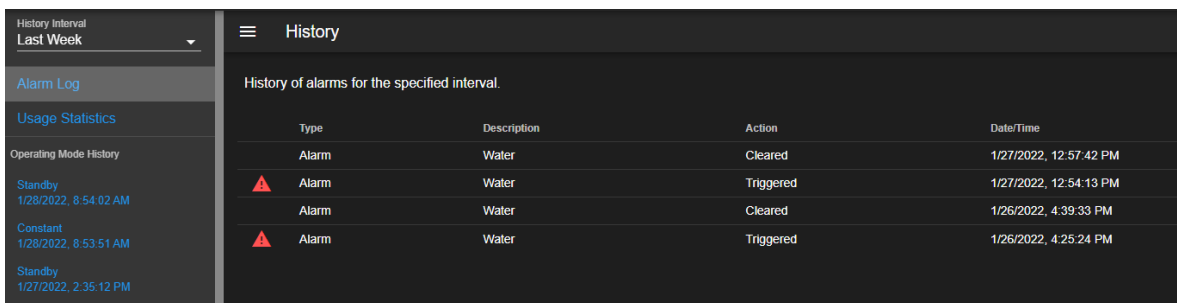 History Interval
Last Week
Alarm Log
Usage Statistics
Operating Mode History
Standby
1/28/2022, 8:54:02 AM
Constant
1/28/2022, 8:53:51 AM
Standby
1/27/2022, 2:35:12 PM
History
History of alarms for the specified interval.
Type Description Action Date/Time
Alarm Water Cleared 1/27/2022, 12:57:42 PM
Alarm Water Triggered 1/27/2022, 12:54:13 PM
Alarm Water Cleared 1/26/2022, 4:39:33 PM
Alarm Water Triggered 1/26/2022, 4:25:24 PM